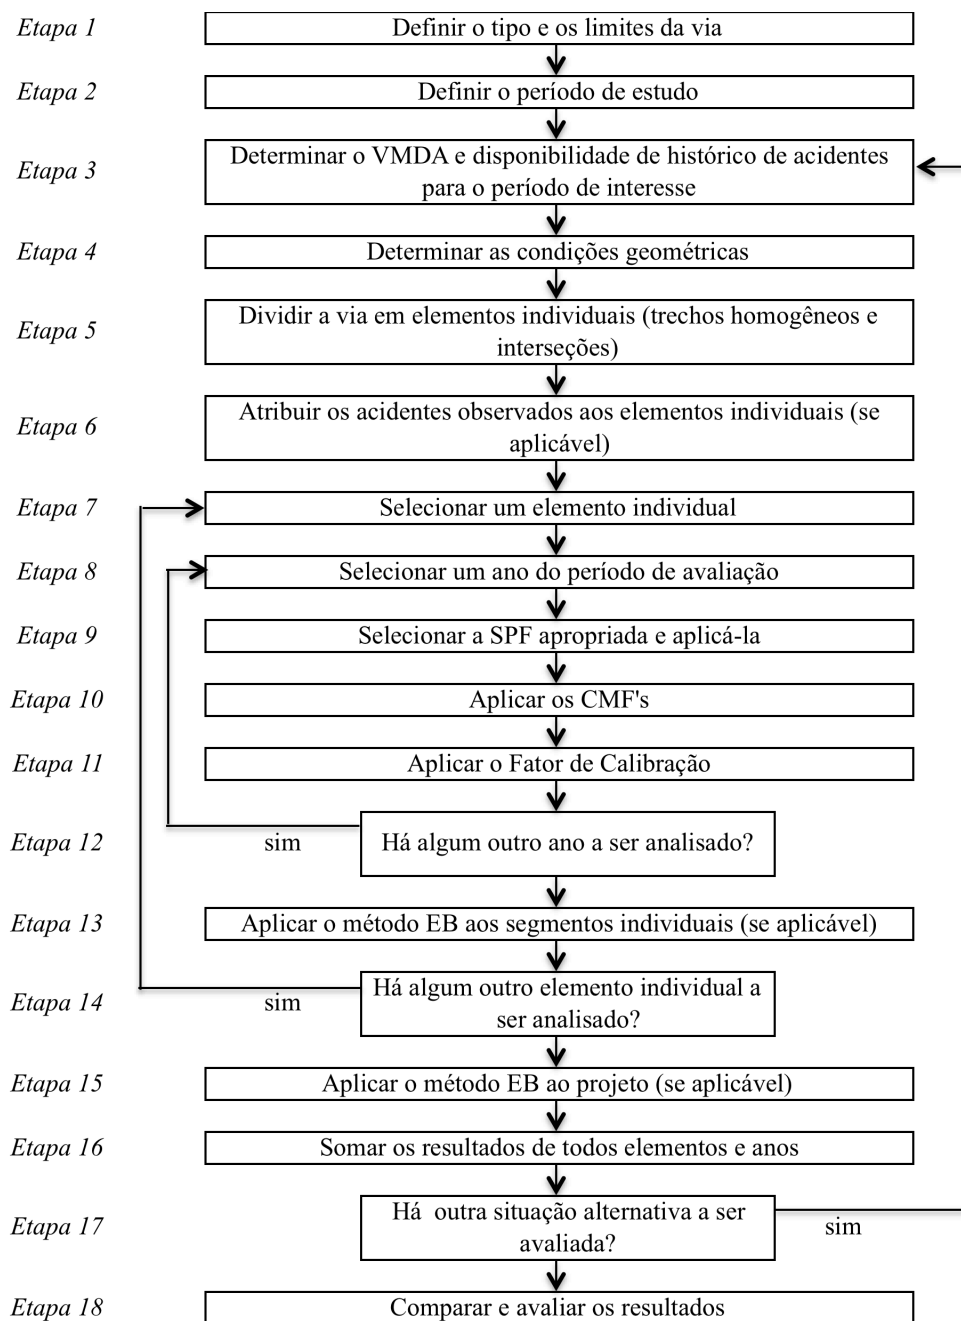 Etapa 1
Definir o tipo e os limites da via
Etapa 2
Definir o período de estudo
Etapa 3
Determinar o VMDA e disponibilidade de histórico de acidentes
para o período de interesse
Etapa 4
Determinar as condições geométricas
Etapa 5
Dividir a via em elementos individuais (trechos homogêneos e
interseções)
Etapa 6
Atribuir os acidentes observados aos elementos individuais (se
aplicável)
Etapa 7
Selecionar um elemento individual
Etapa 8
Selecionar um ano do período de avaliação
Etapa 9
Selecionar a SPF apropriada e aplicá-la
Etapa 10
Aplicar os CMF's
Etapa 11
Aplicar o Fator de Calibração
Etapa 12
sim
Há algum outro ano a ser analisado?
Etapa 13
Aplicar o método EB aos segmentos individuais (se aplicável)
Etapa 14
sim
Há algum outro elemento individual a
ser analisado?
Etapa 15
Aplicar o método EB ao projeto (se aplicável)
Etapa 16
Somar os resultados de todos elementos e anos
Etapa 17
Há outra situação alternativa a ser
avaliada?
sim
Etapa 18
Comparar e avaliar os resultados